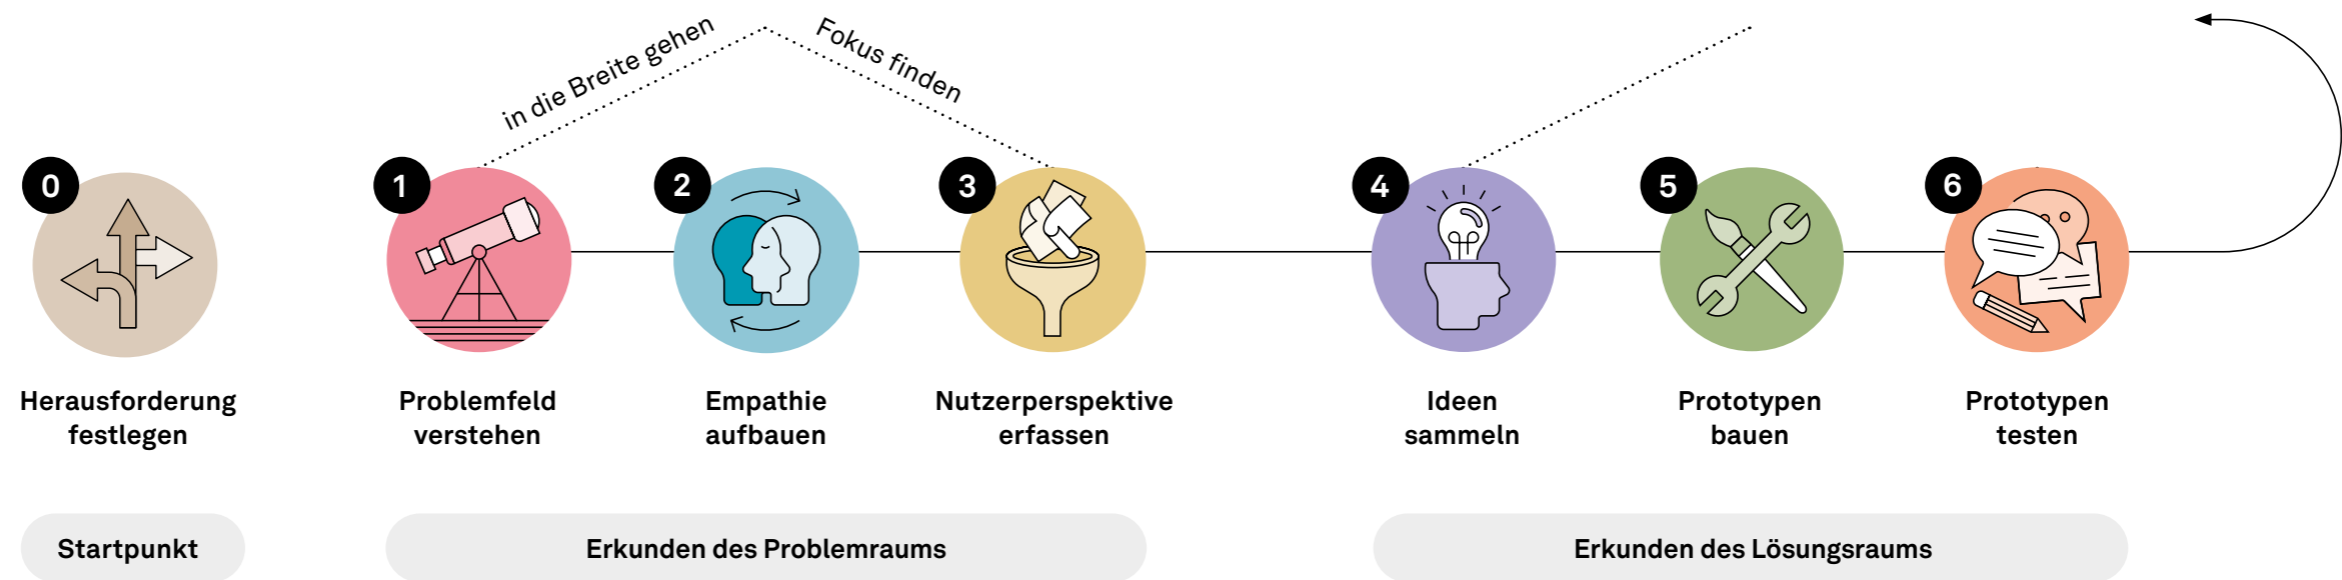 in die Breite gehen
Fokus finden
0
1
2
3
4
5
6
Herausforderung
festlegen
Problemfeld
verstehen
Empathie
aufbauen
Nutzerperspektive
erfassen
Ideen
sammeln
Prototypen
bauen
Prototypen
testen
Startpunkt
Erkunden des Problemraums
Erkunden des Lösungsraums